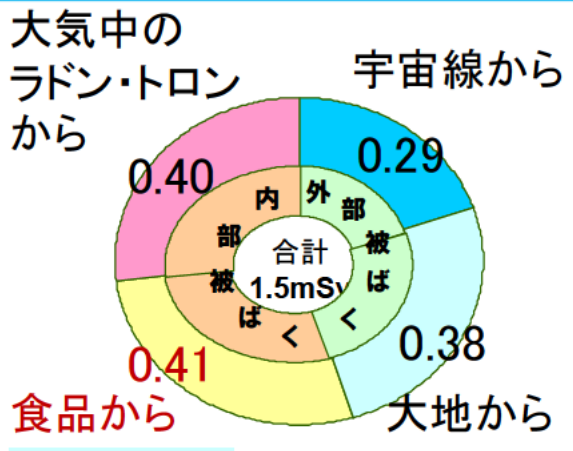 大気中の
ラドン・トロン
から
宇宙線から
0.40
0.29
内部被ばく
外部被ばく
合計
1.5mSv
0.41
食品から
0.38
大地から